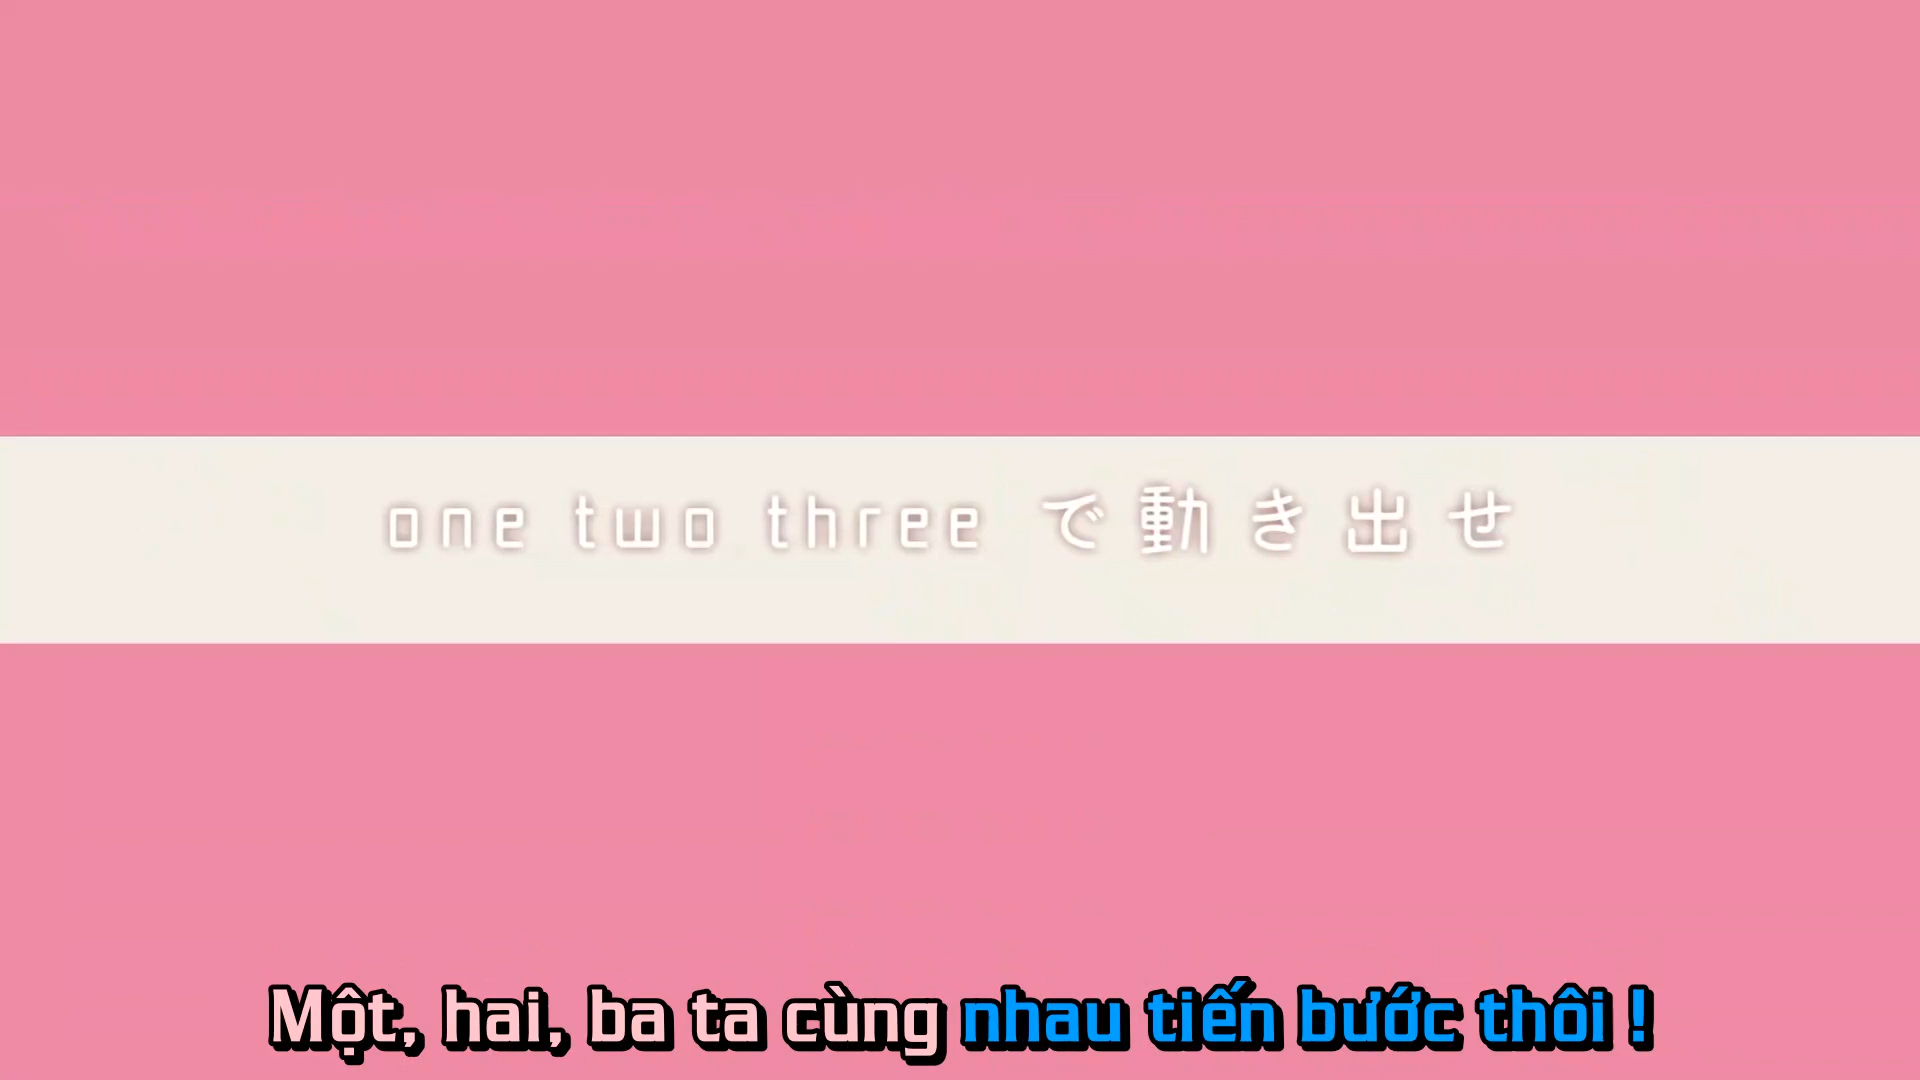 one two three で動き出せ
Một, hai, ba ta cùng nhau tiến bước thôi !